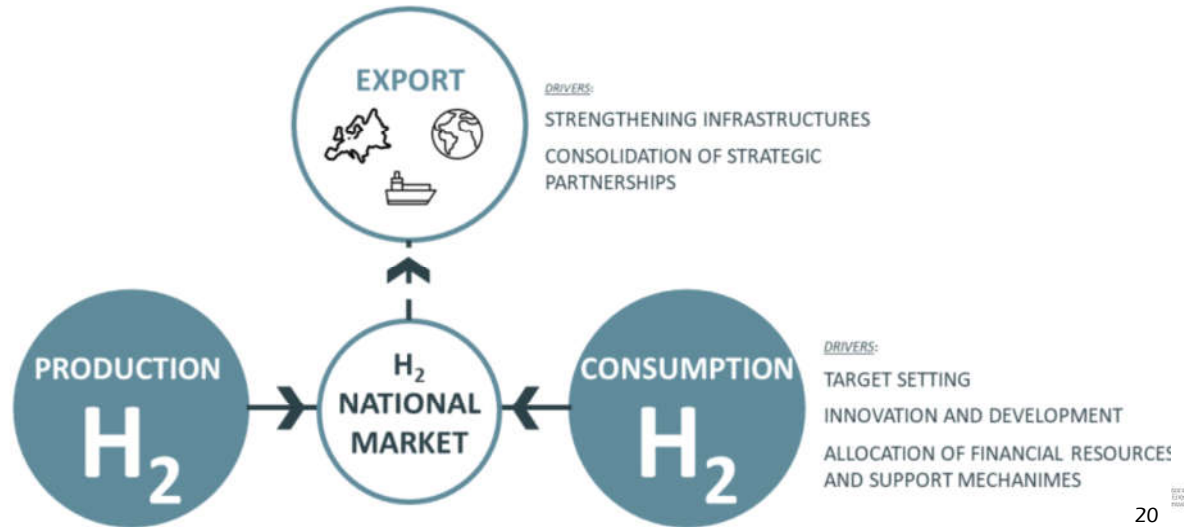 EXPORT
DRIVERS:
STRENGTHENING INFRASTRUCTURES
CONSOLIDATION OF STRATEGIC
PARTNERSHIPS
PRODUCTION
H2
H2
NATIONAL
MARKET
CONSUMPTION
H2
DRIVERS:
TARGET SETTING
INNOVATION AND DEVELOPMENT
ALLOCATION OF FINANCIAL RESOURCES
AND SUPPORT MECHANIMES
20